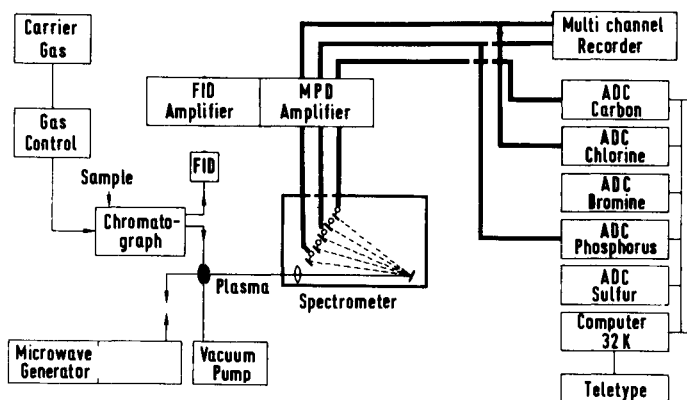 Carrier
Gas
Multi channel
Recorder
FID
Amplifier
MPD
Amplifier
ADC
Carbon
Gas
Control
ADC
Chlorine
FID
Sample
ADC
Bromine
Chromato-
graph
ADC
Phosphorus
Plasma
Spectrometer
ADC
Sulfur
Computer
32K
Microwave
Generator
Vacuum
Pump
Teletype